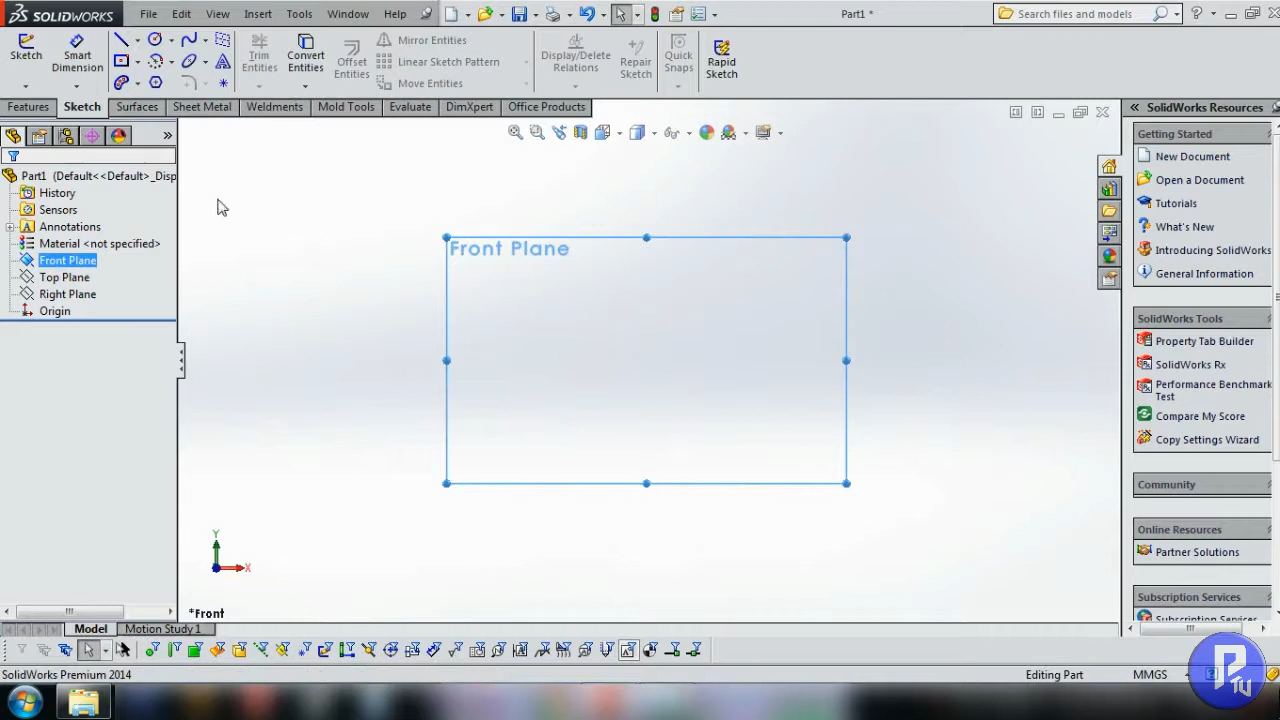 SOLIDWORKS File Edit View Insert Tools Window Help Part1 * Search files and models
Sketch Smart Dimension Trim Entities Convert Entities Offset Entities Mirror Entities Linear Sketch Pattern Move Entities Display/Delete Relations Repair Sketch Quick Snaps Rapid Sketch
Features Sketch Surfaces Sheet Metal Weldments Mold Tools Evaluate DimXpert Office Products
Part1 (Default<<Default>_Disp
History
Sensors
Annotations
Material <not specified>
Front Plane
Top Plane
Right Plane
Origin
Front Plane
Y
X
*Front
SolidWorks Resources
Getting Started
New Document
Open a Document
Tutorials
What's New
Introducing SolidWorks
General Information
SolidWorks Tools
Property Tab Builder
SolidWorks Rx
Performance Benchmark
Test
Compare My Score
Copy Settings Wizard
Community
Online Resources
Partner Solutions
Subscription Services
Model Motion Study 1
SolidWorks Premium 2014 Editing Part MMGS